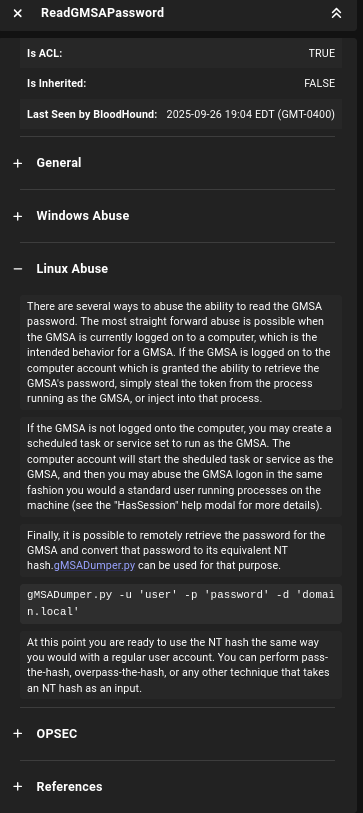 ReadGMSAPassword
Is ACL: TRUE
Is Inherited: FALSE
Last Seen by BloodHound: 2025-09-26 19:04 EDT (GMT-0400)
General
Windows Abuse
Linux Abuse
There are several ways to abuse the ability to read the GMSA
password. The most straight forward abuse is possible when
the GMSA is currently logged on to a computer, which is the
intended behavior for a GMSA. If the GMSA is logged on to the
computer account which is granted the ability to retrieve the
GMSA's password, simply steal the token from the process
running as the GMSA, or inject into that process.
If the GMSA is not logged onto the computer, you may create a
scheduled task or service set to run as the GMSA. The
computer account will start the sheduled task or service as the
GMSA, and then you may abuse the GMSA logon in the same
fashion you would a standard user running processes on the
machine (see the "HasSession" help modal for more details).
Finally, it is possible to remotely retrieve the password for the
GMSA and convert that password to its equivalent NT
hash.gMSADumper.py can be used for that purpose.
gMSADumper.py -u 'user' -p 'password' -d 'domai
n.local'
At this point you are ready to use the NT hash the same way
you would with a regular user account. You can perform pass-
the-hash, overpass-the-hash, or any other technique that takes
an NT hash as an input.
OPSEC
References